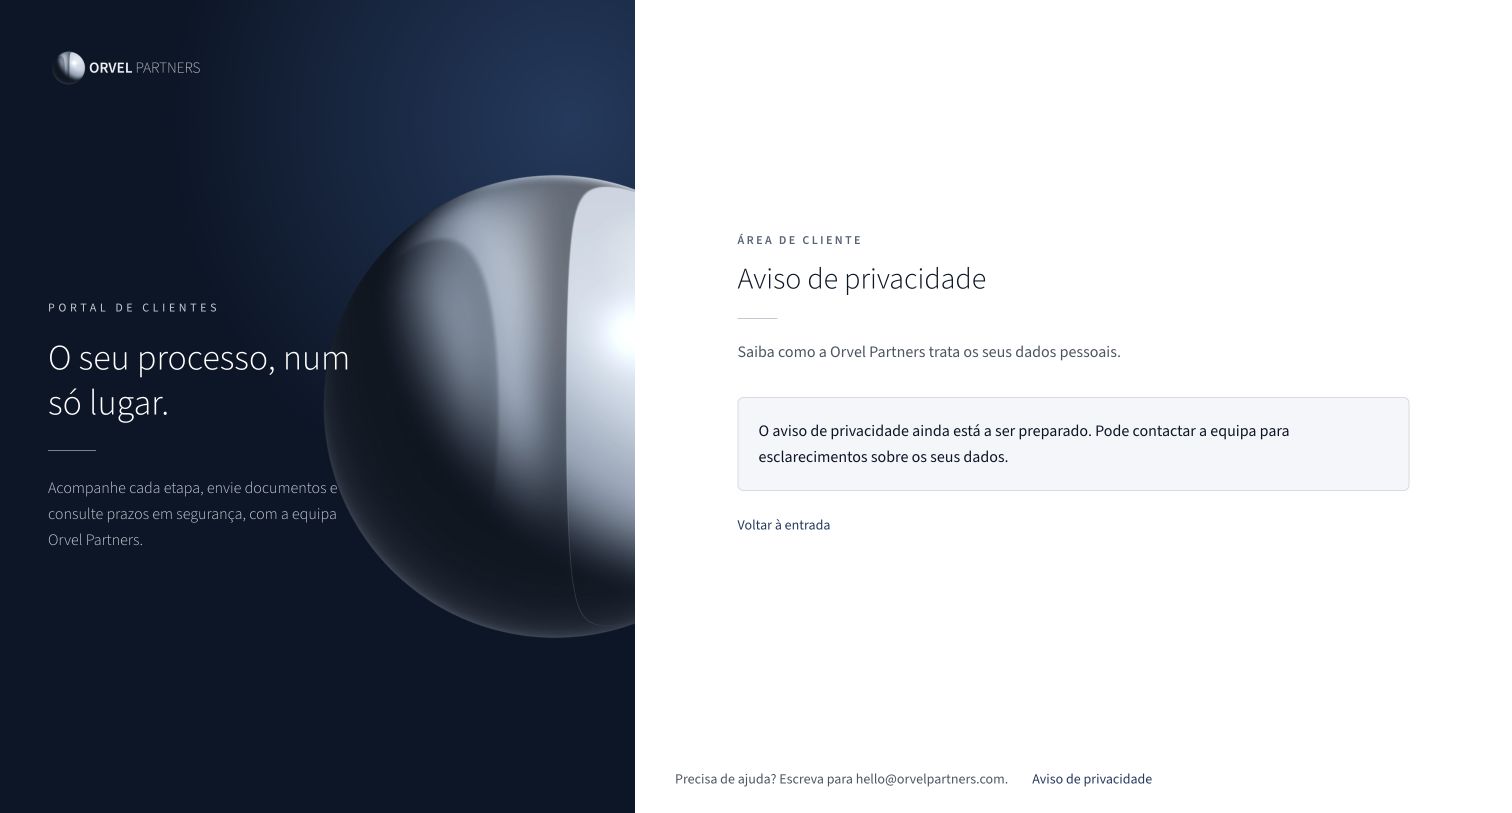 ORVEL PARTNERS
PORTAL DE CLIENTES
O seu processo, num
só lugar.
Acompanhe cada etapa, envie documentos e
consulte prazos em segurança, com a equipa
Orvel Partners.
ÁREA DE CLIENTE
Aviso de privacidade
Saiba como a Orvel Partners trata os seus dados pessoais.
O aviso de privacidade ainda está a ser preparado. Pode contactar a equipa para
esclarecimentos sobre os seus dados.
Voltar à entrada
Precisa de ajuda? Escreva para hello@orvelpartners.com. Aviso de privacidade